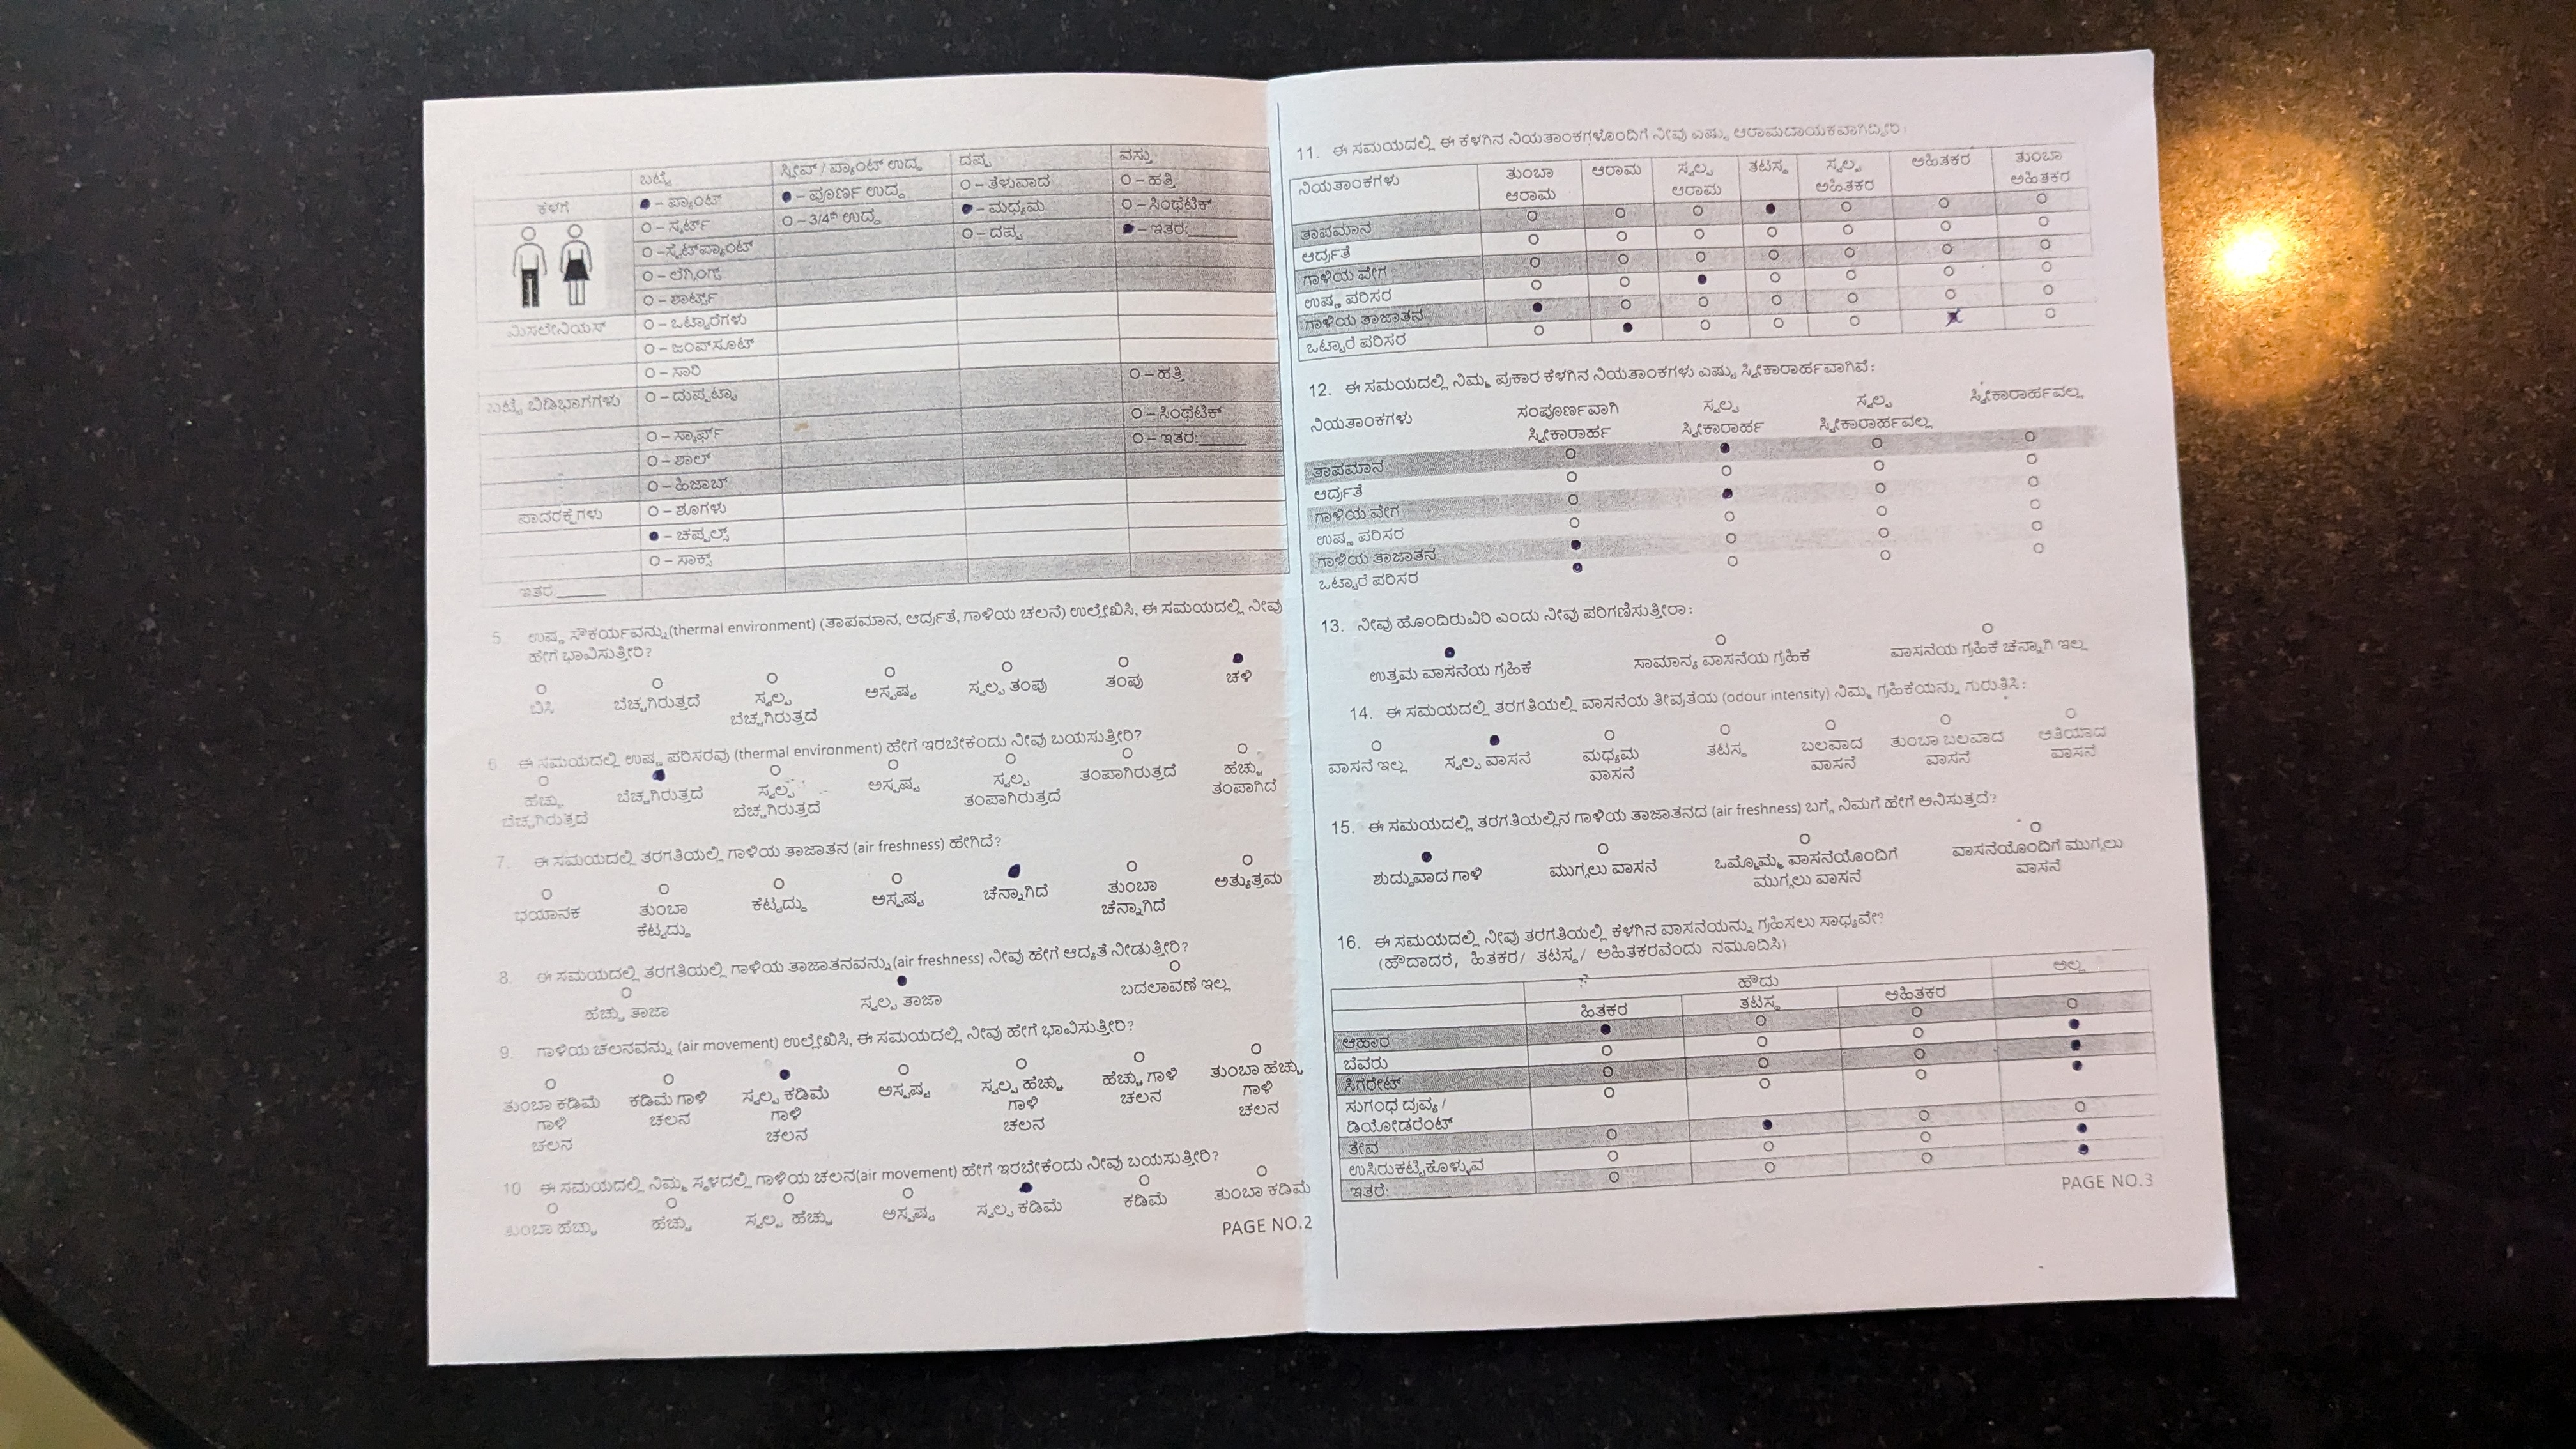 ಬಟ್ಟೆ ಸ್ಲೀವ್ / ಪ್ಯಾಂಟ್ ಉದ್ದ ದಪ್ಪ ವಸ್ತು
ಕೆಳಗೆ ● – ಪ್ಯಾಂಟ್ ● – ಪೂರ್ಣ ಉದ್ದ O – ತೆಳುವಾದ O – ಹತ್ತಿ
O – ಸ್ಕರ್ಟ್ O – 3/4ᵗʰ ಉದ್ದ ● – ಮಧ್ಯಮ O – ಸಿಂಥೆಟಿಕ್
O –ಸ್ವೆಟ್‌ಪ್ಯಾಂಟ್ O – ದಪ್ಪ ● – ಇತರ:______
O – ಲೆಗ್ಗಿಂಗ್ಸ್
O – ಶಾರ್ಟ್ಸ್
ಮಿಸಲೇನಿಯಸ್ O – ಒಟ್ಟಾರೆಗಳು
O – ಜಂಪ್‌ಸೂಟ್
O – ಸಾರಿ
ಬಟ್ಟೆ ಬಿಡಿಭಾಗಗಳು O – ದುಪ್ಪಟ್ಟಾ O – ಹತ್ತಿ
O – ಸ್ಕಾರ್ಫ್ O – ಸಿಂಥೆಟಿಕ್
O – ಶಾಲ್ O – ಇತರ:______
O – ಹಿಜಾಬ್
ಪಾದರಕ್ಷೆಗಳು O – ಶೂಗಳು
● – ಚಪ್ಪಲ್ಸ್
O – ಸಾಕ್ಸ್
ಇತರ:______
5 ಉಷ್ಣ ಸೌಕರ್ಯವನ್ನು(thermal environment) (ತಾಪಮಾನ, ಆರ್ದ್ರತೆ, ಗಾಳಿಯ ಚಲನೆ) ಉಲ್ಲೇಖಿಸಿ, ಈ ಸಮಯದಲ್ಲಿ ನೀವು
ಹೇಗೆ ಭಾವಿಸುತ್ತೀರಿ?
O O O O O O ●
ಬಿಸಿ ಬೆಚ್ಚಗಿರುತ್ತದೆ ಸ್ವಲ್ಪ ಅಸ್ಪಷ್ಟ ಸ್ವಲ್ಪ ತಂಪು ತಂಪು ಚಳಿ
ಬೆಚ್ಚಗಿರುತ್ತದೆ
6 ಈ ಸಮಯದಲ್ಲಿ ಉಷ್ಣ ಪರಿಸರವು (thermal environment) ಹೇಗೆ ಇರಬೇಕೆಂದು ನೀವು ಬಯಸುತ್ತೀರಿ?
O ● O O O O O
ಹೆಚ್ಚು ಬೆಚ್ಚಗಿರುತ್ತದೆ ಸ್ವಲ್ಪ ಅಸ್ಪಷ್ಟ ಸ್ವಲ್ಪ ತಂಪಾಗಿರುತ್ತದೆ ಹೆಚ್ಚು
ಬೆಚ್ಚಗಿರುತ್ತದೆ ಬೆಚ್ಚಗಿರುತ್ತದೆ ತಂಪಾಗಿರುತ್ತದೆ ತಂಪಾಗಿದೆ
7. ಈ ಸಮಯದಲ್ಲಿ ತರಗತಿಯಲ್ಲಿ ಗಾಳಿಯ ತಾಜಾತನ (air freshness) ಹೇಗಿದೆ?
O O O O ● O O
ಭಯಾನಕ ತುಂಬಾ ಕೆಟ್ಟದ್ದು ಅಸ್ಪಷ್ಟ ಚೆನ್ನಾಗಿದೆ ತುಂಬಾ ಅತ್ಯುತ್ತಮ
ಕೆಟ್ಟದ್ದು ಚೆನ್ನಾಗಿದೆ
8. ಈ ಸಮಯದಲ್ಲಿ ತರಗತಿಯಲ್ಲಿ ಗಾಳಿಯ ತಾಜಾತನವನ್ನು(air freshness) ನೀವು ಹೇಗೆ ಆದ್ಯತೆ ನೀಡುತ್ತೀರಿ?
O ● O
ಹೆಚ್ಚು ತಾಜಾ ಸ್ವಲ್ಪ ತಾಜಾ ಬದಲಾವಣೆ ಇಲ್ಲ
9. ಗಾಳಿಯ ಚಲನವನ್ನು (air movement) ಉಲ್ಲೇಖಿಸಿ, ಈ ಸಮಯದಲ್ಲಿ ನೀವು ಹೇಗೆ ಭಾವಿಸುತ್ತೀರಿ?
O O ● O O O O
ತುಂಬಾ ಕಡಿಮೆ ಕಡಿಮೆ ಗಾಳಿ ಸ್ವಲ್ಪ ಕಡಿಮೆ ಅಸ್ಪಷ್ಟ ಸ್ವಲ್ಪ ಹೆಚ್ಚು ಹೆಚ್ಚು ಗಾಳಿ ತುಂಬಾ ಹೆಚ್ಚು
ಗಾಳಿ ಚಲನ ಗಾಳಿ ಗಾಳಿ ಚಲನ ಗಾಳಿ
ಚಲನ ಚಲನ ಚಲನ ಚಲನ
10 ಈ ಸಮಯದಲ್ಲಿ ನಿಮ್ಮ ಸ್ಥಳದಲ್ಲಿ ಗಾಳಿಯ ಚಲನ(air movement) ಹೇಗೆ ಇರಬೇಕೆಂದು ನೀವು ಬಯಸುತ್ತೀರಿ?
O O O O ● O O
ತುಂಬಾ ಹೆಚ್ಚು ಹೆಚ್ಚು ಸ್ವಲ್ಪ ಹೆಚ್ಚು ಅಸ್ಪಷ್ಟ ಸ್ವಲ್ಪ ಕಡಿಮೆ ಕಡಿಮೆ ತುಂಬಾ ಕಡಿಮೆ
PAGE NO.2
11. ಈ ಸಮಯದಲ್ಲಿ ಈ ಕೆಳಗಿನ ನಿಯತಾಂಕಗಳೊಂದಿಗೆ ನೀವು ಎಷ್ಟು ಆರಾಮದಾಯಕವಾಗಿದ್ದೀರಿ:
ನಿಯತಾಂಕಗಳು ತುಂಬಾ ಆರಾಮ ಸ್ವಲ್ಪ ತಟಸ್ಥ ಸ್ವಲ್ಪ ಅಹಿತಕರ ತುಂಬಾ
ಆರಾಮ ಆರಾಮ ಅಹಿತಕರ ಅಹಿತಕರ
ತಾಪಮಾನ O O O ● O O O
ಆರ್ದ್ರತೆ O O O O O O O
ಗಾಳಿಯ ವೇಗ O O O O O O O
ಉಷ್ಣ ಪರಿಸರ O O ● O O O O
ಗಾಳಿಯ ತಾಜಾತನ ● O O O O O O
ಒಟ್ಟಾರೆ ಪರಿಸರ O ● O O O O
12. ಈ ಸಮಯದಲ್ಲಿ ನಿಮ್ಮ ಪ್ರಕಾರ ಕೆಳಗಿನ ನಿಯತಾಂಕಗಳು ಎಷ್ಟು ಸ್ವೀಕಾರಾರ್ಹವಾಗಿವೆ:
ನಿಯತಾಂಕಗಳು ಸಂಪೂರ್ಣವಾಗಿ ಸ್ವಲ್ಪ ಸ್ವಲ್ಪ ಸ್ವೀಕಾರಾರ್ಹವಲ್ಲ
ಸ್ವೀಕಾರಾರ್ಹ ಸ್ವೀಕಾರಾರ್ಹ ಸ್ವೀಕಾರಾರ್ಹವಲ್ಲ
ತಾಪಮಾನ O ● O O
ಆರ್ದ್ರತೆ O O O O
ಗಾಳಿಯ ವೇಗ O ● O O
ಉಷ್ಣ ಪರಿಸರ O O O O
ಗಾಳಿಯ ತಾಜಾತನ ● O O O
ಒಟ್ಟಾರೆ ಪರಿಸರ ● O O O
13. ನೀವು ಹೊಂದಿರುವಿರಿ ಎಂದು ನೀವು ಪರಿಗಣಿಸುತ್ತೀರಾ:
● O O
ಉತ್ತಮ ವಾಸನೆಯ ಗ್ರಹಿಕೆ ಸಾಮಾನ್ಯ ವಾಸನೆಯ ಗ್ರಹಿಕೆ ವಾಸನೆಯ ಗ್ರಹಿಕೆ ಚೆನ್ನಾಗಿ ಇಲ್ಲ
14. ಈ ಸಮಯದಲ್ಲಿ ತರಗತಿಯಲ್ಲಿ ವಾಸನೆಯ ತೀವ್ರತೆಯ (odour intensity) ನಿಮ್ಮ ಗ್ರಹಿಕೆಯನ್ನು ಗುರುತಿಸಿ:
O ● O O O O O
ವಾಸನೆ ಇಲ್ಲ ಸ್ವಲ್ಪ ವಾಸನೆ ಮಧ್ಯಮ ತಟಸ್ಥ ಬಲವಾದ ತುಂಬಾ ಬಲವಾದ ಅತಿಯಾದ
ವಾಸನೆ ವಾಸನೆ ವಾಸನೆ ವಾಸನೆ
15. ಈ ಸಮಯದಲ್ಲಿ ತರಗತಿಯಲ್ಲಿನ ಗಾಳಿಯ ತಾಜಾತನದ (air freshness) ಬಗ್ಗೆ ನಿಮಗೆ ಹೇಗೆ ಅನಿಸುತ್ತದೆ?
● O O O
ಶುದ್ಧವಾದ ಗಾಳಿ ಮುಗ್ಗಲು ವಾಸನೆ ಒಮ್ಮೊಮ್ಮೆ ವಾಸನೆಯೊಂದಿಗೆ ವಾಸನೆಯೊಂದಿಗೆ ಮುಗ್ಗಲು
ಮುಗ್ಗಲು ವಾಸನೆ ವಾಸನೆ
16. ಈ ಸಮಯದಲ್ಲಿ ನೀವು ತರಗತಿಯಲ್ಲಿ ಕೆಳಗಿನ ವಾಸನೆಯನ್ನು ಗ್ರಹಿಸಲು ಸಾಧ್ಯವೇ?
(ಹೌದಾದರೆ, ಹಿತಕರ/ ತಟಸ್ಥ/ ಅಹಿತಕರವೆಂದು ನಮೂದಿಸಿ)
ಹೌದು ಅಲ್ಲ
ಹಿತಕರ ತಟಸ್ಥ ಅಹಿತಕರ
ಆಹಾರ ● O O O
ಬೆವರು O O O ●
ಸಿಗರೇಟ್ O O O ●
ಸುಗಂಧ ದ್ರವ್ಯ/ O O O ●
ಡಿಯೋಡರೆಂಟ್
ತೇವ O ● O O
ಉಸಿರುಕಟ್ಟಿಕೊಳ್ಳುವ O O O ●
ಇತರೆ: O O O ●
PAGE NO.3